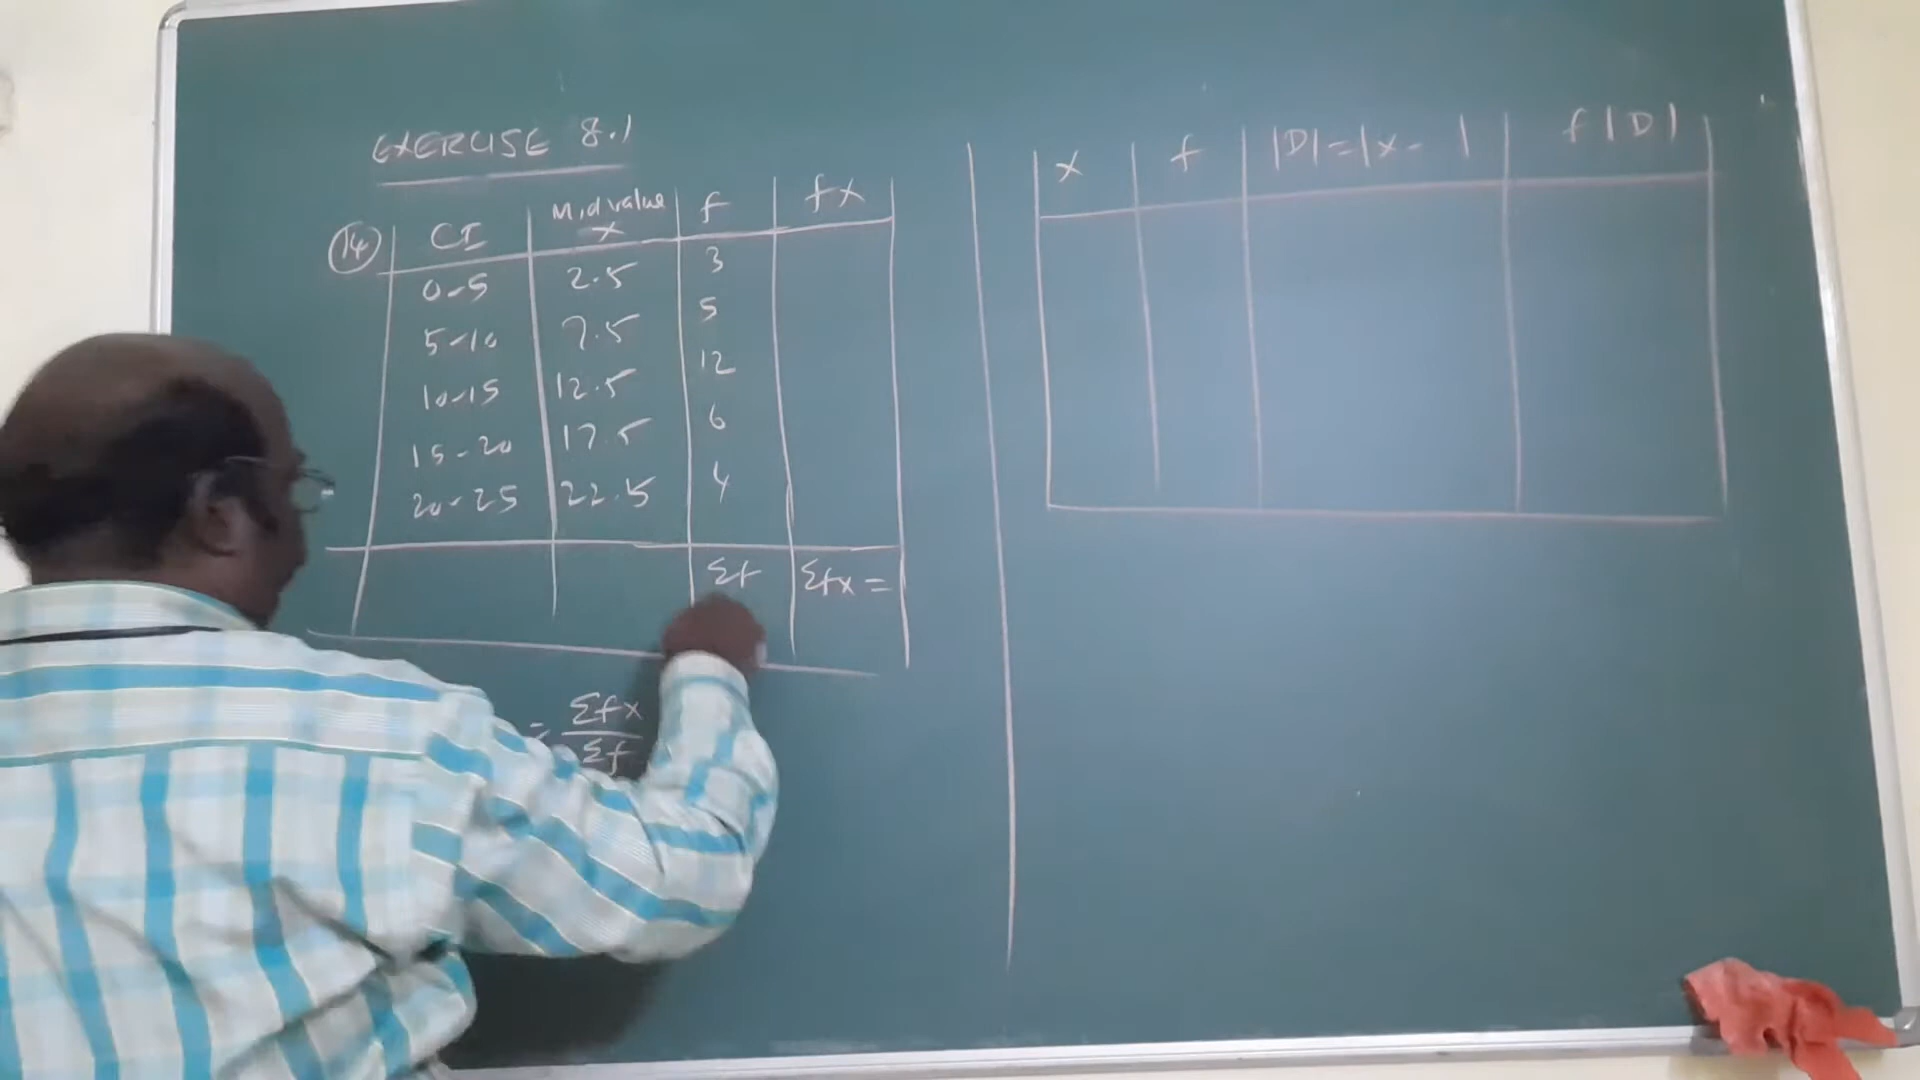 EXERCISE 8.1
14 CI Mid value x f fx
0-5 2.5 3
5-10 7.5 5
10-15 12.5 12
15-20 17.5 6
20-25 22.5 4
Σf Σfx =
= Σfx
Σf
x f |D|=|x- | f|D|